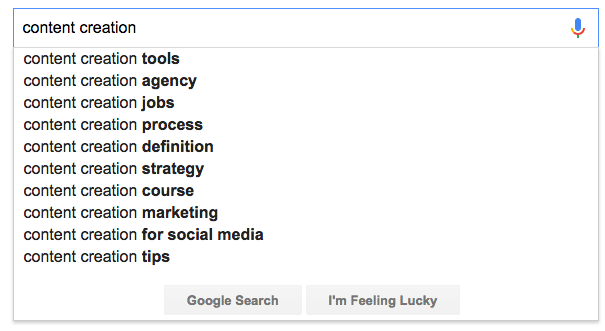 content creation
content creation tools
content creation agency
content creation jobs
content creation process
content creation definition
content creation strategy
content creation course
content creation marketing
content creation for social media
content creation tips
Google Search I'm Feeling Lucky